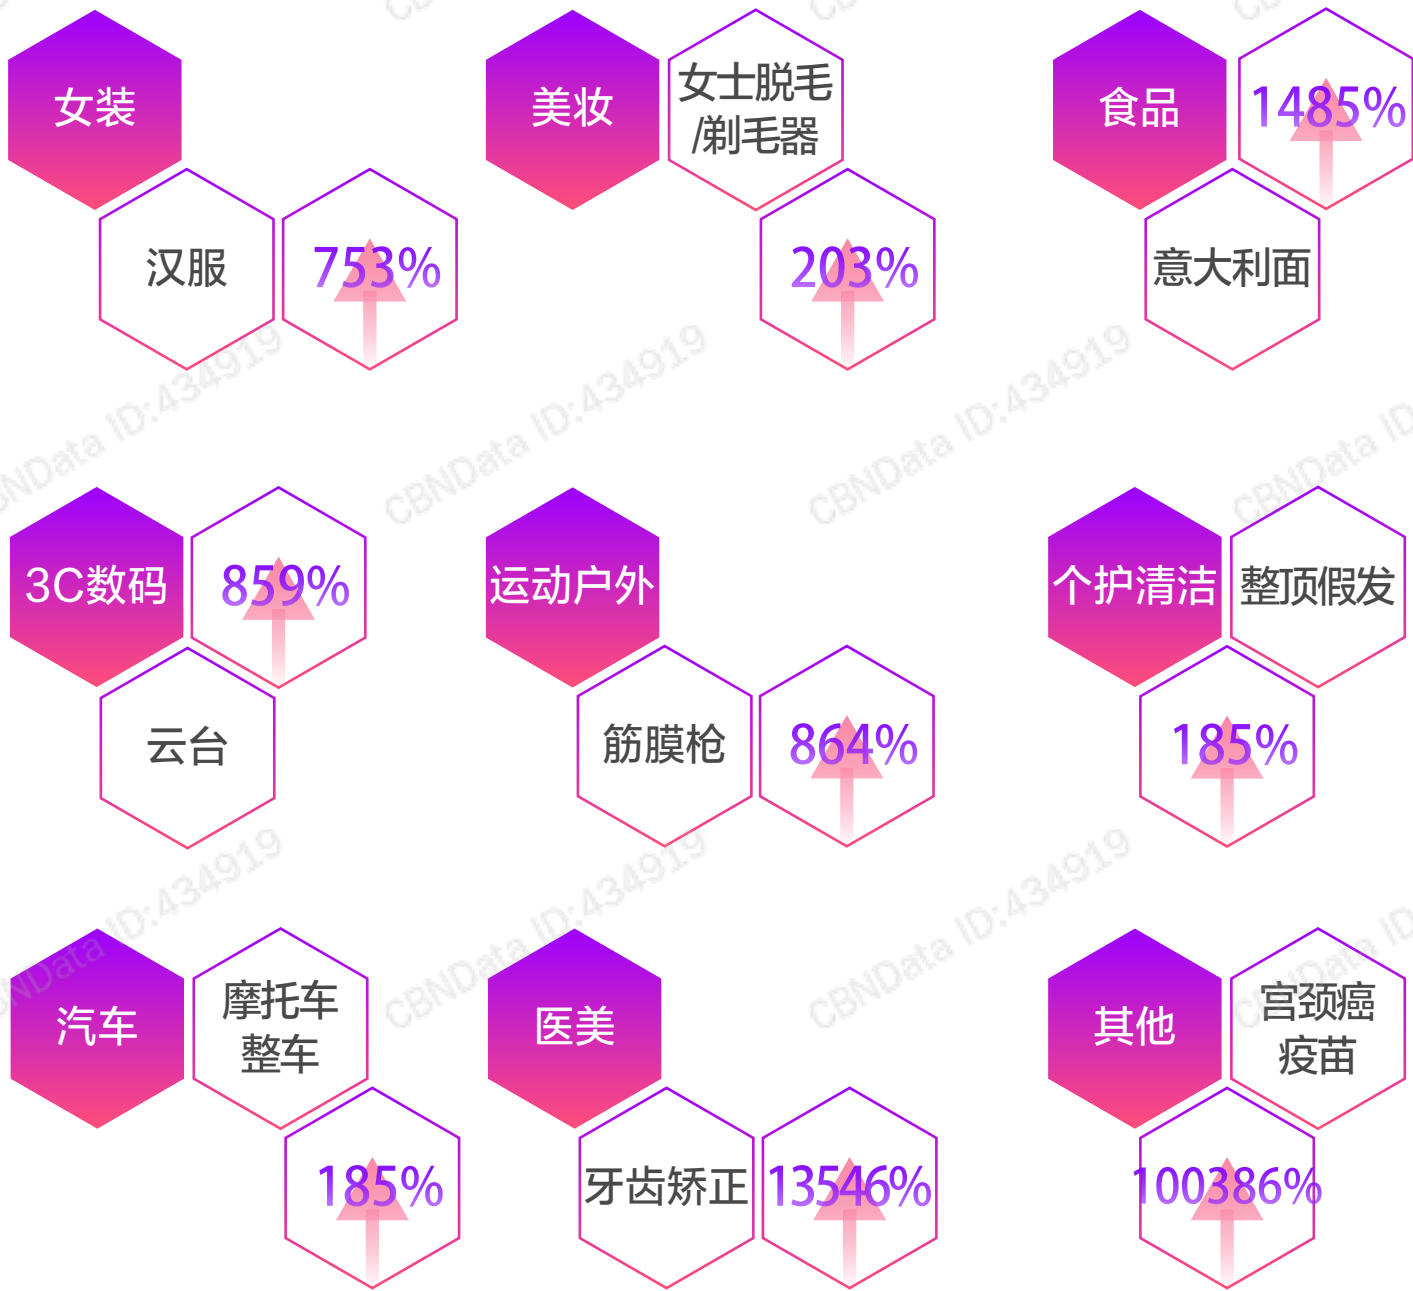 女装
汉服
753%
美妆
女士脱毛
/剃毛器
203%
食品
1485%
意大利面
3C数码
859%
云台
运动户外
筋膜枪
864%
个护清洁
整顶假发
185%
汽车
摩托车
整车
185%
医美
牙齿矫正
13546%
其他
宫颈癌
疫苗
100386%
CBNData ID:434919
CBNData ID:434919
CBNData ID:434919
CBNData ID:434919
CBNData ID:434919